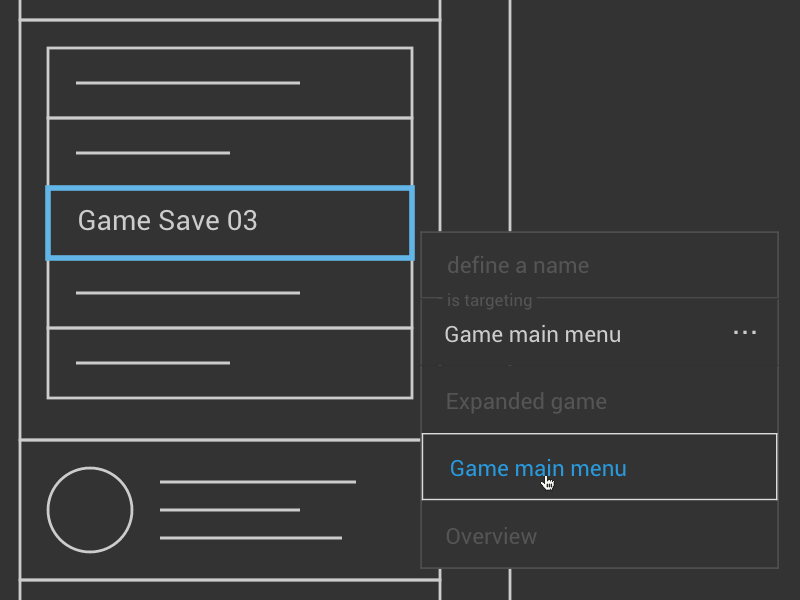 Game Save 03
define a name
is targeting
Game main menu
...
Expanded game
Game main menu
Overview